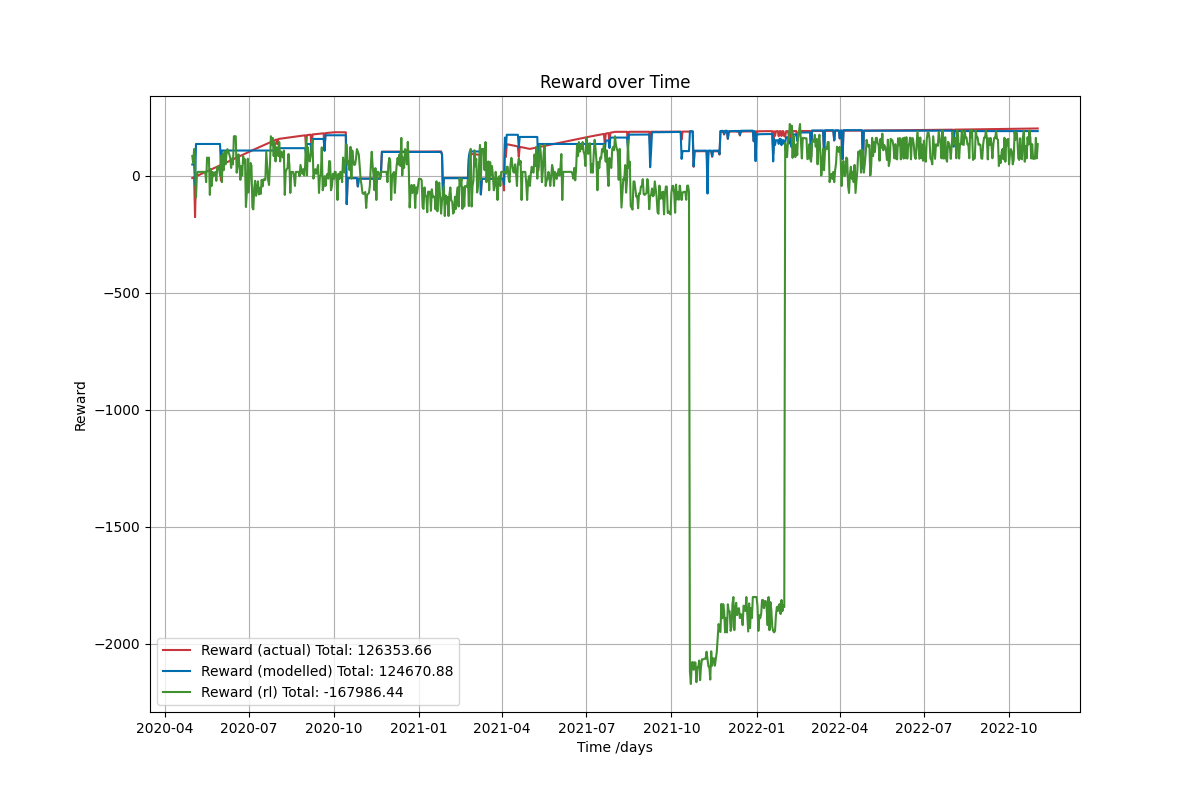 Reward over Time
Reward
0
−500
−1000
−1500
−2000
Reward (actual) Total: 126353.66
Reward (modelled) Total: 124670.88
Reward (rl) Total: -167986.44
2020-04 2020-07 2020-10 2021-01 2021-04 2021-07 2021-10 2022-01 2022-04 2022-07 2022-10
Time /days